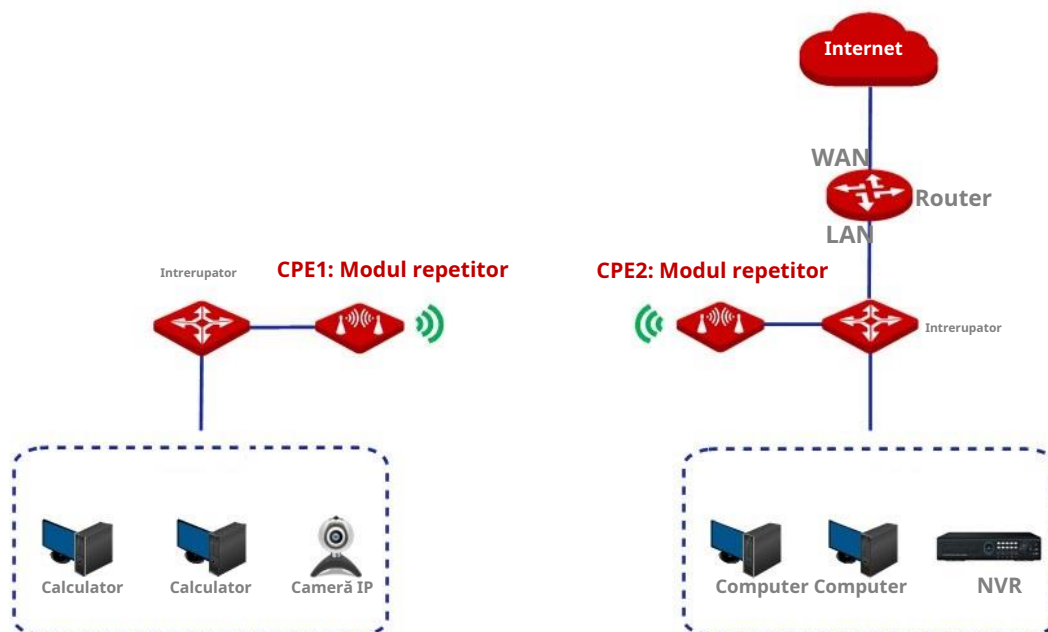 Internet
WAN
Router
LAN
Intrerupator
CPE1: Modul repetitor
CPE2: Modul repetitor
Intrerupator
Calculator
Calculator
Cameră IP
Computer
Computer
NVR